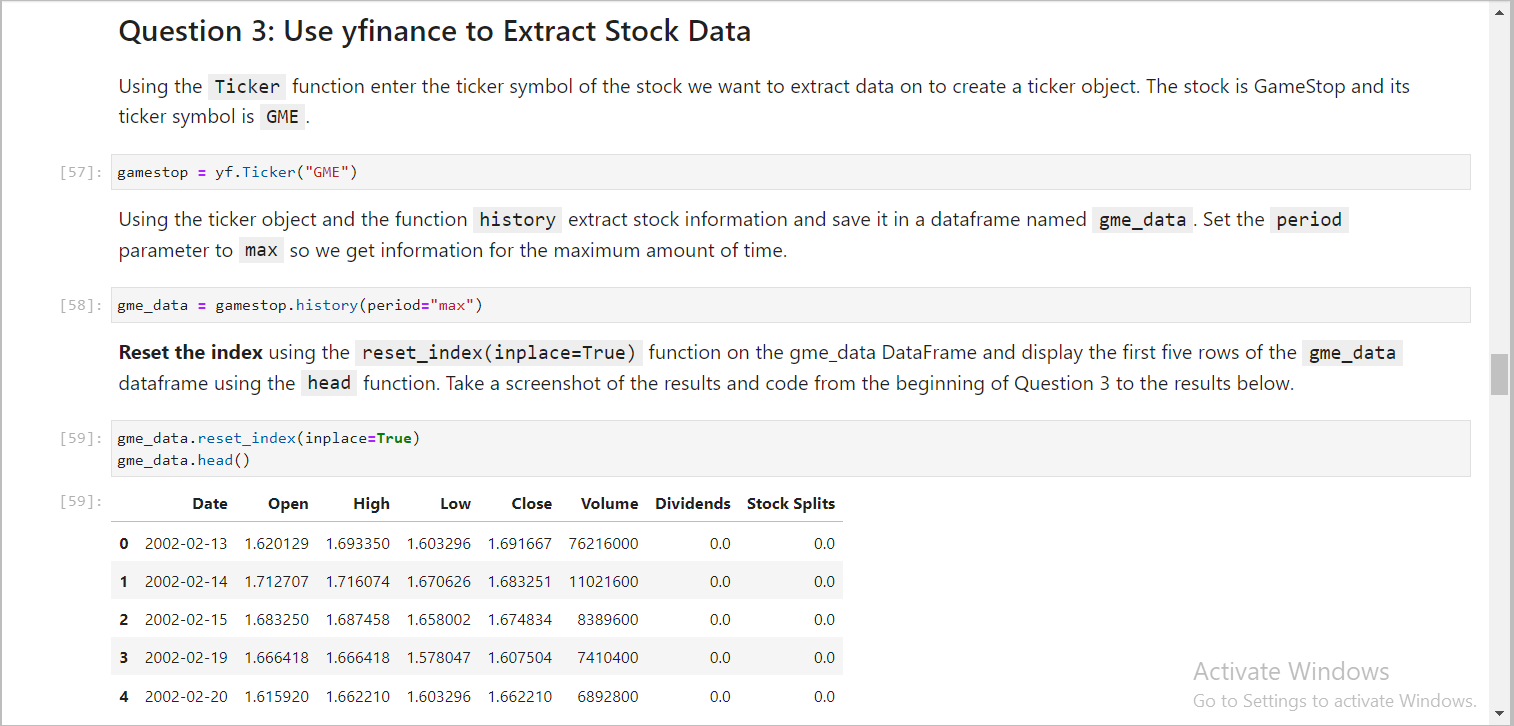 Question 3: Use yfinance to Extract Stock Data
Using the Ticker function enter the ticker symbol of the stock we want to extract data on to create a ticker object. The stock is GameStop and its
ticker symbol is GME .
[57]: gamestop = yf.Ticker("GME")
Using the ticker object and the function history extract stock information and save it in a dataframe named gme_data . Set the period
parameter to max so we get information for the maximum amount of time.
[58]: gme_data = gamestop.history(period="max")
Reset the index using the reset_index(inplace=True) function on the gme_data DataFrame and display the first five rows of the gme_data
dataframe using the head function. Take a screenshot of the results and code from the beginning of Question 3 to the results below.
[59]: gme_data.reset_index(inplace=True)
gme_data.head()
[59]: Date Open High Low Close Volume Dividends Stock Splits
0 2002-02-13 1.620129 1.693350 1.603296 1.691667 76216000 0.0 0.0
1 2002-02-14 1.712707 1.716074 1.670626 1.683251 11021600 0.0 0.0
2 2002-02-15 1.683250 1.687458 1.658002 1.674834 8389600 0.0 0.0
3 2002-02-19 1.666418 1.666418 1.578047 1.607504 7410400 0.0 0.0
4 2002-02-20 1.615920 1.662210 1.603296 1.662210 6892800 0.0 0.0
Activate Windows
Go to Settings to activate Windows.